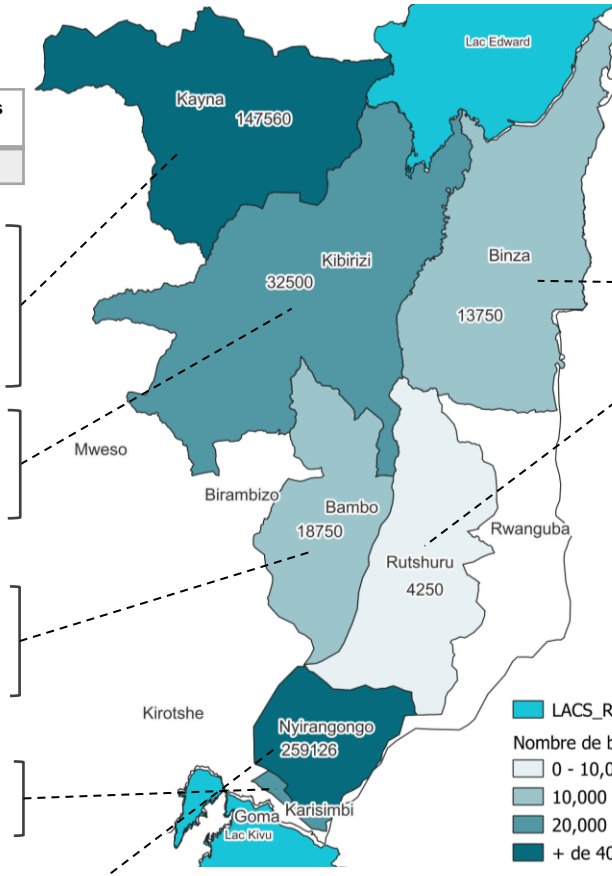 Lac Edward
s
Kayna
147560
Kibirizi
32500
Binza
13750
Mweso
Birambizo
Bambo
18750
Rwanguba
Rutshuru
4250
Kirotshe
Nyirangongo
259126
Karisimbi
Goma
Lac Kivu
LACS_R
Nombre de b
0 - 10,0
10,000
20,000
+ de 40